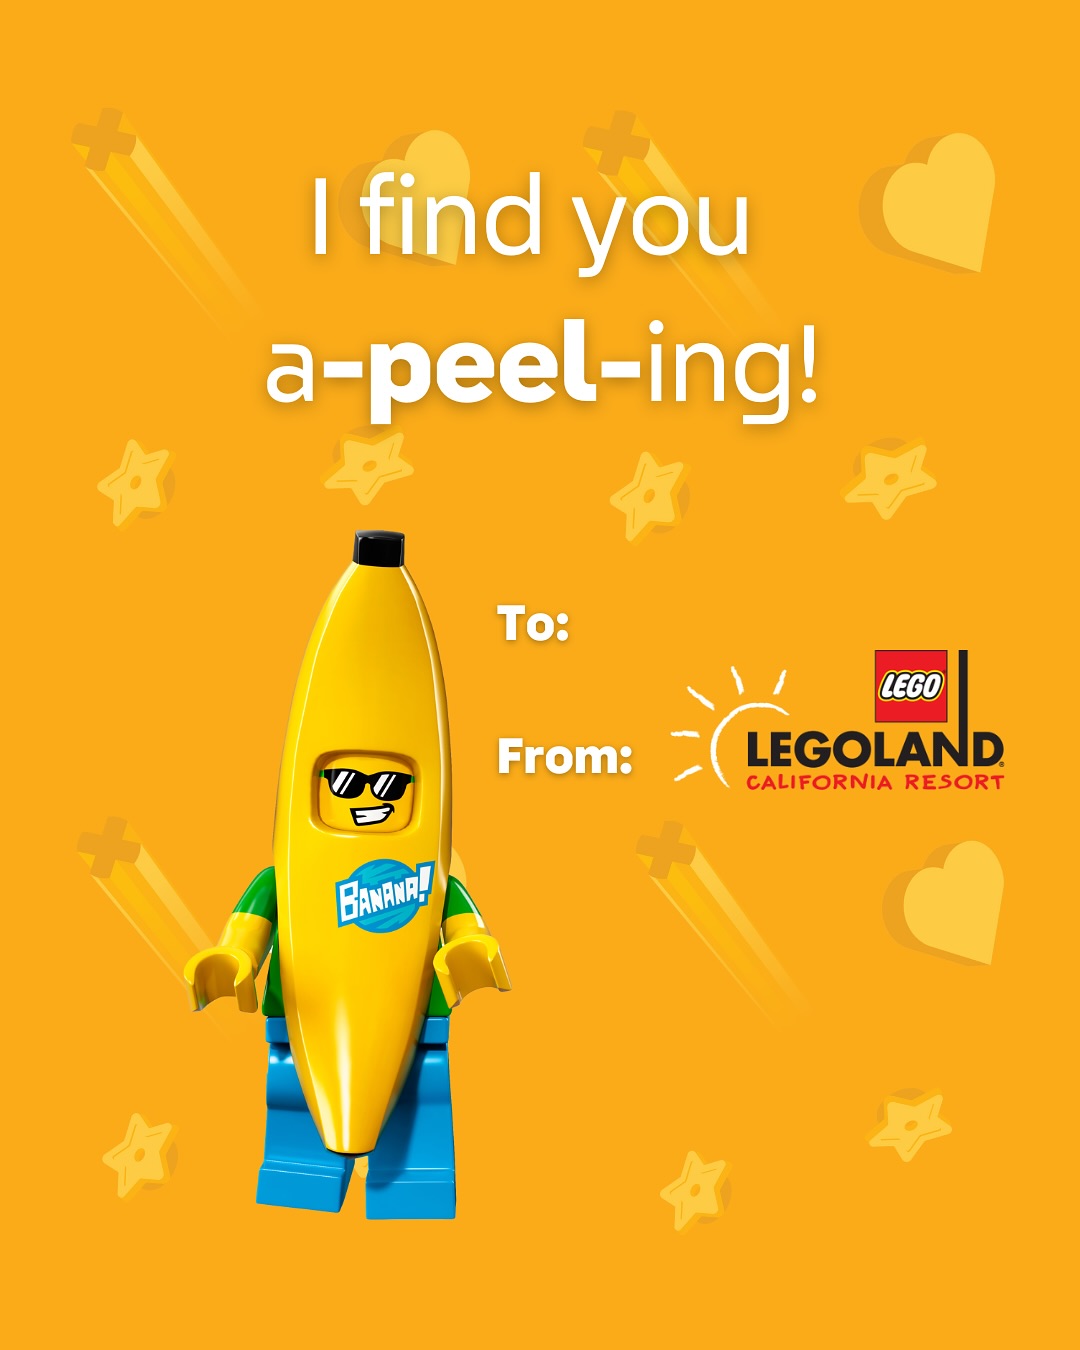 I find you
a-peel-ing!
To:
From:
LEGO
LEGOLAND®
CALIFORNIA RESORT
BANANA!